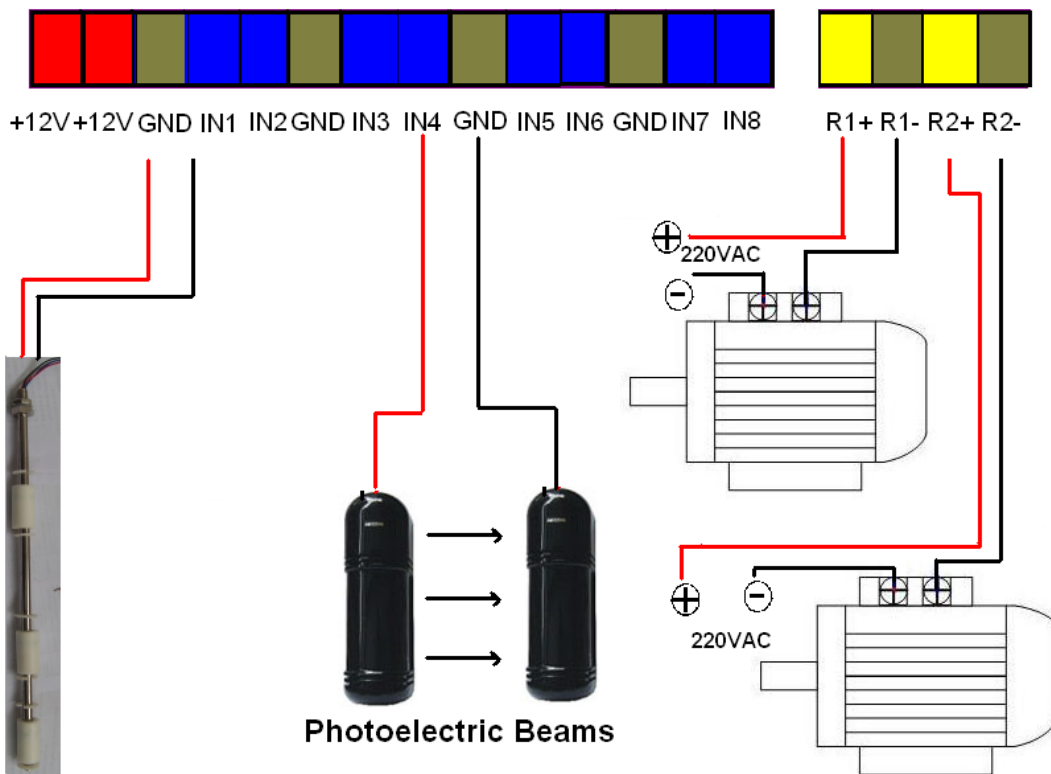 +12V +12V GND IN1 IN2 GND IN3 IN4 GND IN5 IN6 GND IN7 IN8 R1+ R1- R2+ R2-
220VAC
220VAC
Photoelectric Beams